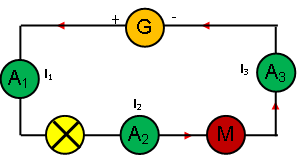 + G -
A1 I1
I3 A3
I2
A2 M